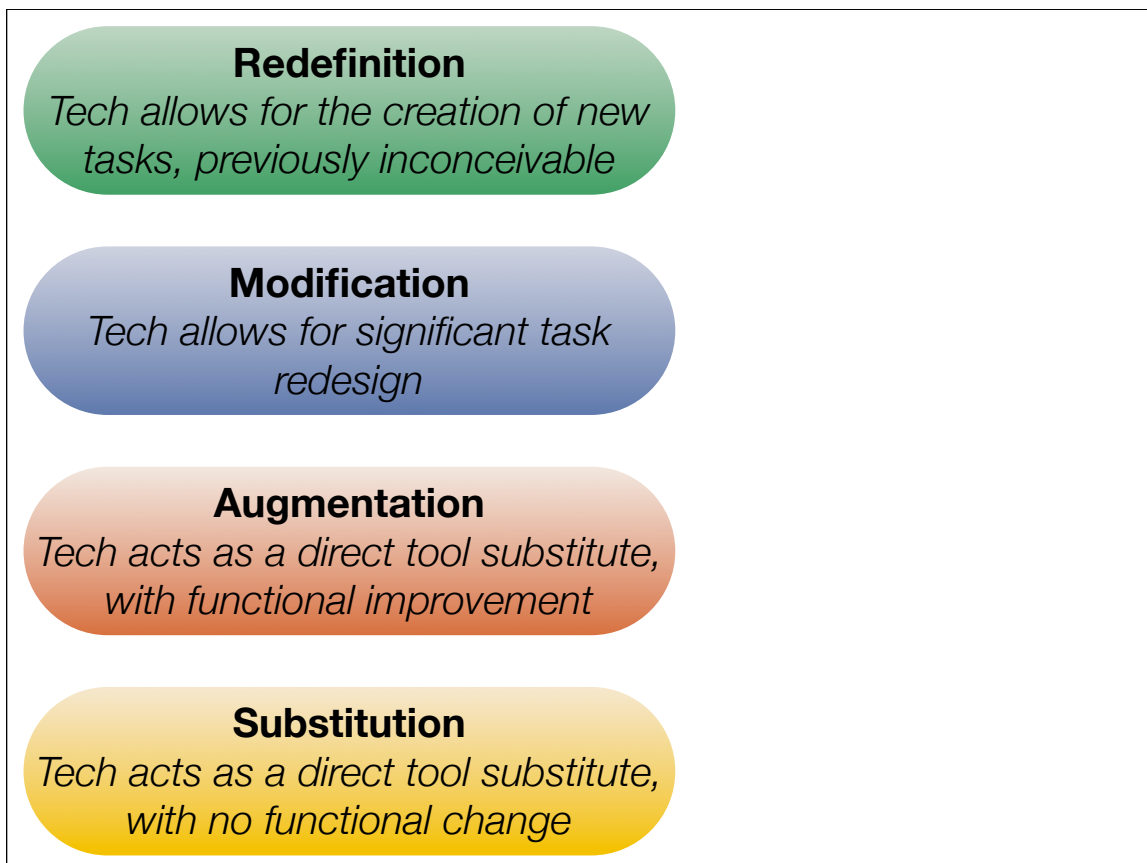 Redefinition
Tech allows for the creation of new
tasks, previously inconceivable
Modification
Tech allows for significant task
redesign
Augmentation
Tech acts as a direct tool substitute,
with functional improvement
Substitution
Tech acts as a direct tool substitute,
with no functional change